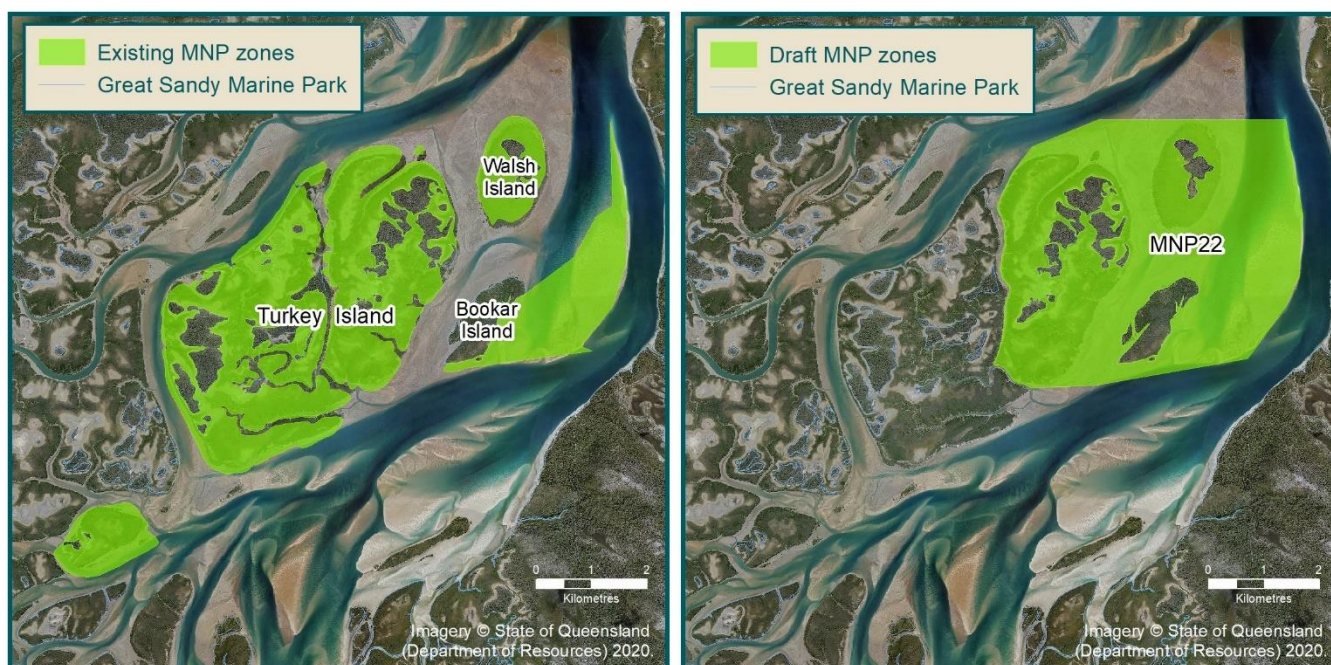 Existing MNP zones
Great Sandy Marine Park
Walsh
Island
Turkey Island
Bookar
Island
0 1 2
Kilometres
Imagery © State of Queensland
(Department of Resources) 2020.
Draft MNP zones
Great Sandy Marine Park
MNP22
0 1 2
Kilometres
Imagery © State of Queensland
(Department of Resources) 2020.